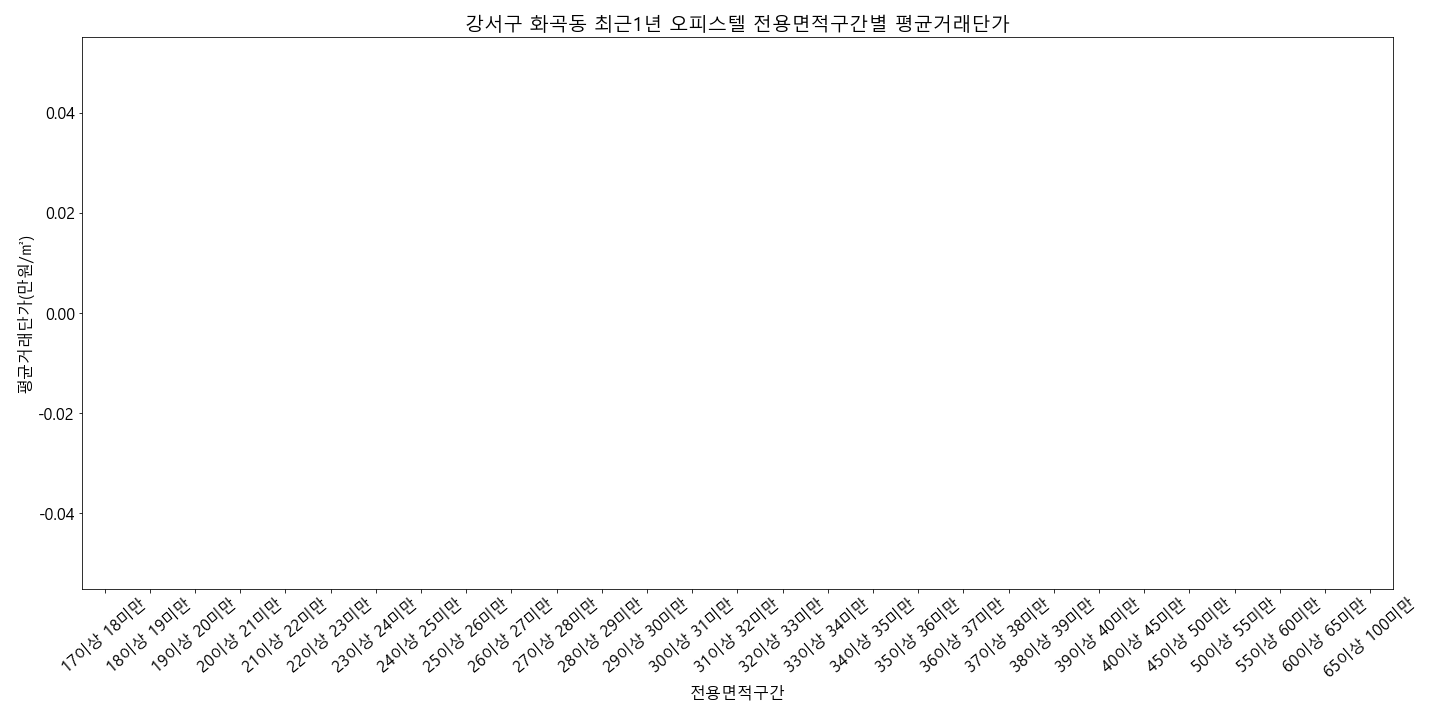 강서구 화곡동 최근1년 오피스텔 전용면적구간별 평균거래단가
평균거래단가(만원/㎡)
0.04
0.02
0.00
-0.02
-0.04
17이상 18미만
18이상 19미만
19이상 20미만
20이상 21미만
21이상 22미만
22이상 23미만
23이상 24미만
24이상 25미만
25이상 26미만
26이상 27미만
27이상 28미만
28이상 29미만
29이상 30미만
30이상 31미만
31이상 32미만
32이상 33미만
33이상 34미만
34이상 35미만
35이상 36미만
36이상 37미만
37이상 38미만
38이상 39미만
39이상 40미만
40이상 45미만
45이상 50미만
50이상 55미만
55이상 60미만
60이상 65미만
65이상 100미만
전용면적구간